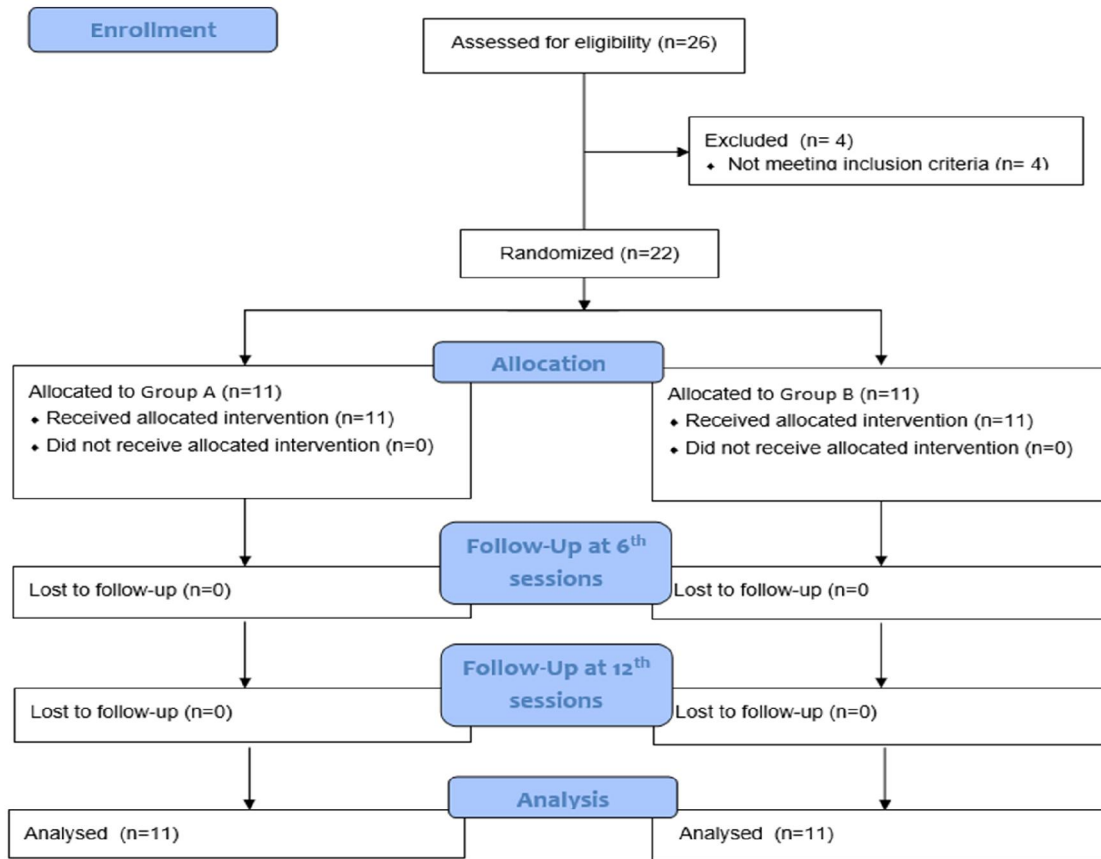 Enrollment
Assessed for eligibility (n=26)
Excluded (n= 4)
⬥ Not meeting inclusion criteria (n= 4)
Randomized (n=22)
Allocation
Allocated to Group A (n=11)
⬥ Received allocated intervention (n=11)
⬥ Did not receive allocated intervention (n=0)
Allocated to Group B (n=11)
⬥ Received allocated intervention (n=11)
⬥ Did not receive allocated intervention (n=0)
Follow-Up at 6th
sessions
Lost to follow-up (n=0)
Lost to follow-up (n=0
Follow-Up at 12th
sessions
Lost to follow-up (n=0)
Lost to follow-up (n=0)
Analysis
Analysed (n=11)
Analysed (n=11)